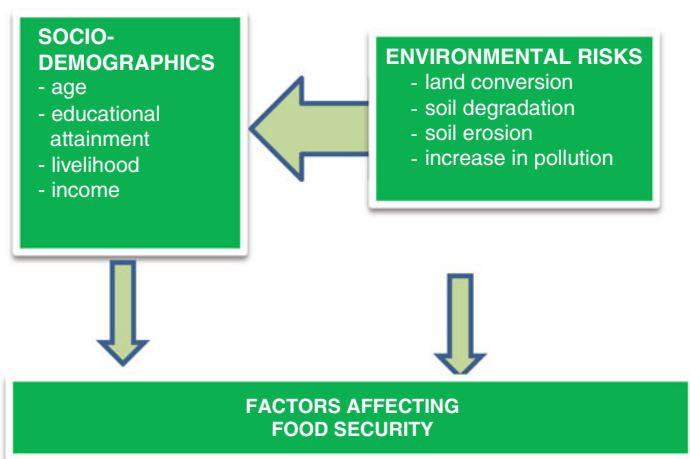 SOCIO-
DEMOGRAPHICS
- age
- educational
attainment
- livelihood
- income
ENVIRONMENTAL RISKS
- land conversion
- soil degradation
- soil erosion
- increase in pollution
FACTORS AFFECTING
FOOD SECURITY